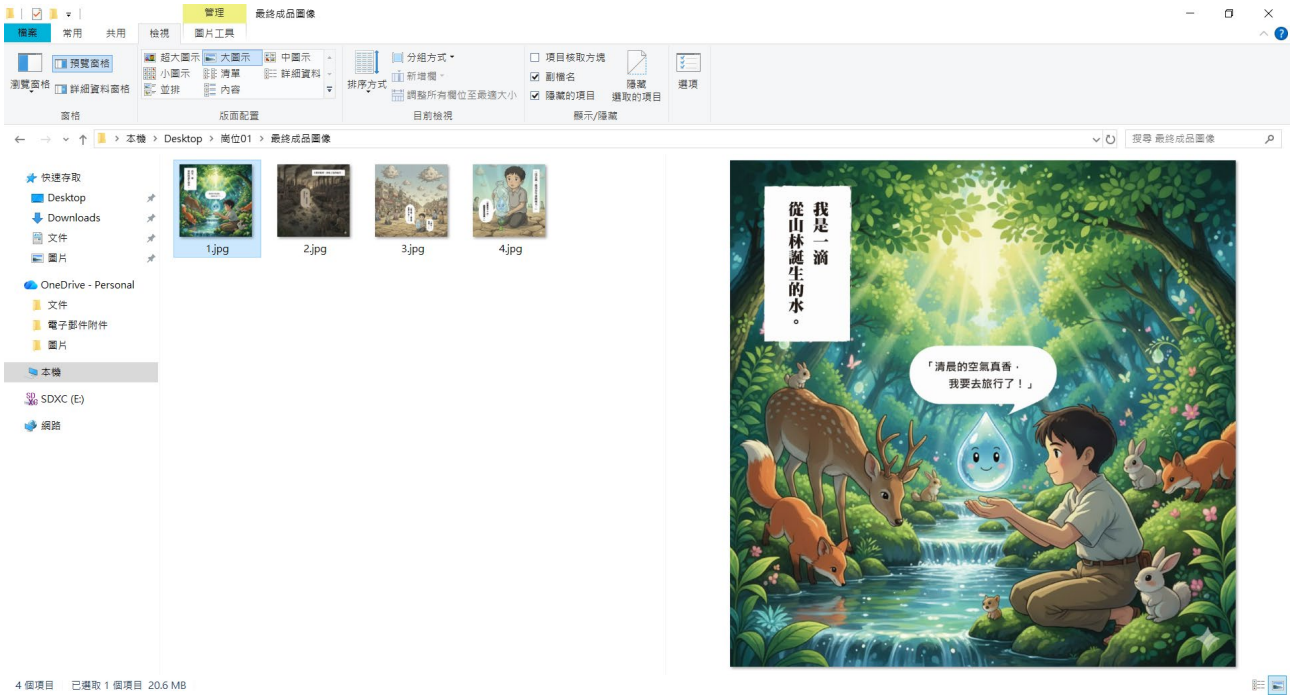 管理
最終成品圖像
檔案
常用
共用
檢視
圖片工具
瀏覽窗格
預覽窗格
詳細資料窗格
窗格
超大圖示
大圖示
中圖示
小圖示
清單
詳細資料
並排
內容
版面配置
排序方式
分組方式
新增欄
調整所有欄位至最適大小
目前檢視
項目核取方塊
副檔名
隱藏的項目
隱藏
選取的項目
顯示/隱藏
選項
本機 > Desktop > 崗位01 > 最終成品圖像
搜尋 最終成品圖像
快速存取
Desktop
Downloads
文件
圖片
OneDrive - Personal
文件
電子郵件附件
圖片
本機
SDXC (E:)
網路
1.jpg
2.jpg
3.jpg
4.jpg
我是一滴
從山林誕生的水。
「清晨的空氣真香，
我要去旅行了！」
4 個項目
已選取 1 個項目 20.6 MB